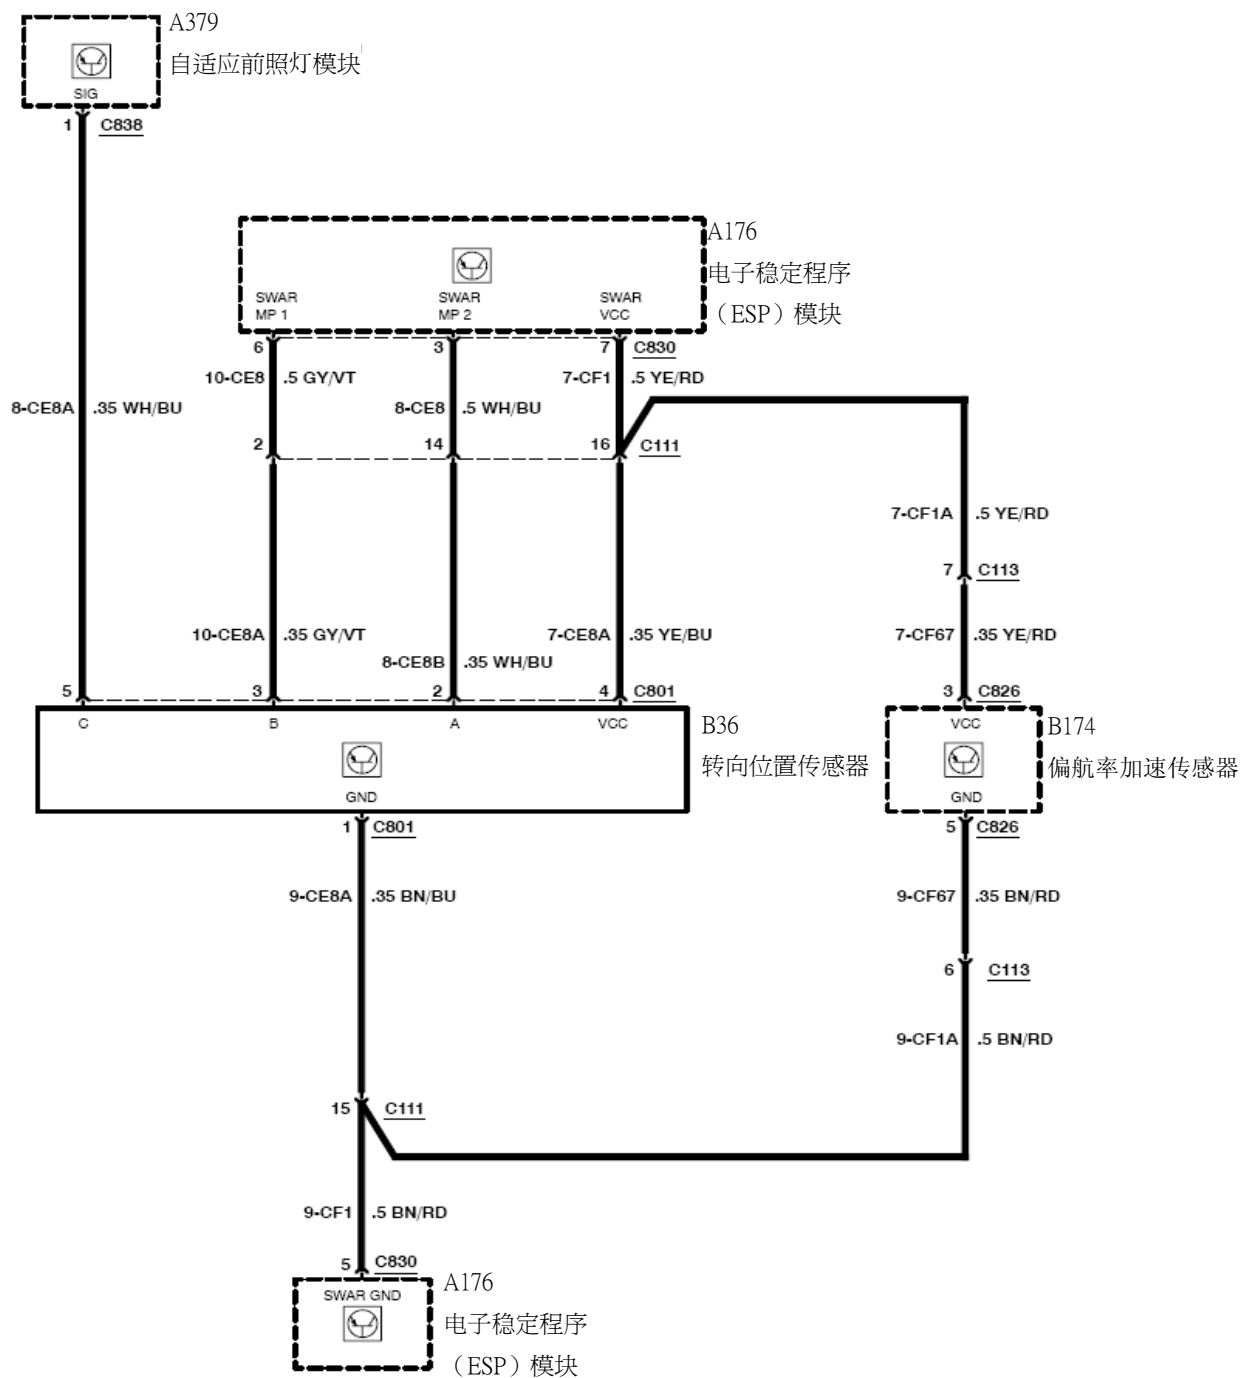 A379
自适应前照灯模块
SIG
1 C838
A176
电子稳定程序
（ESP）模块
SWAR MP 1
SWAR MP 2
SWAR VCC
6 3 7 C830
10-CE8 .5 GY/VT
7-CF1 .5 YE/RD
8-CE8A .35 WH/BU
8-CE8 .5 WH/BU
2 14 16 C111
7-CF1A .5 YE/RD
7 C113
10-CE8A .35 GY/VT
7-CE8A .35 YE/BU
7-CF67 .35 YE/RD
8-CE8B .35 WH/BU
5 3 2 4 C801
3 C826
C B A VCC
B36
转向位置传感器
GND
VCC
B174
偏航率加速传感器
GND
1 C801
5 C826
9-CE8A .35 BN/BU
9-CF67 .35 BN/RD
6 C113
9-CF1A .5 BN/RD
15 C111
9-CF1 .5 BN/RD
5 C830
SWAR GND
A176
电子稳定程序
（ESP）模块